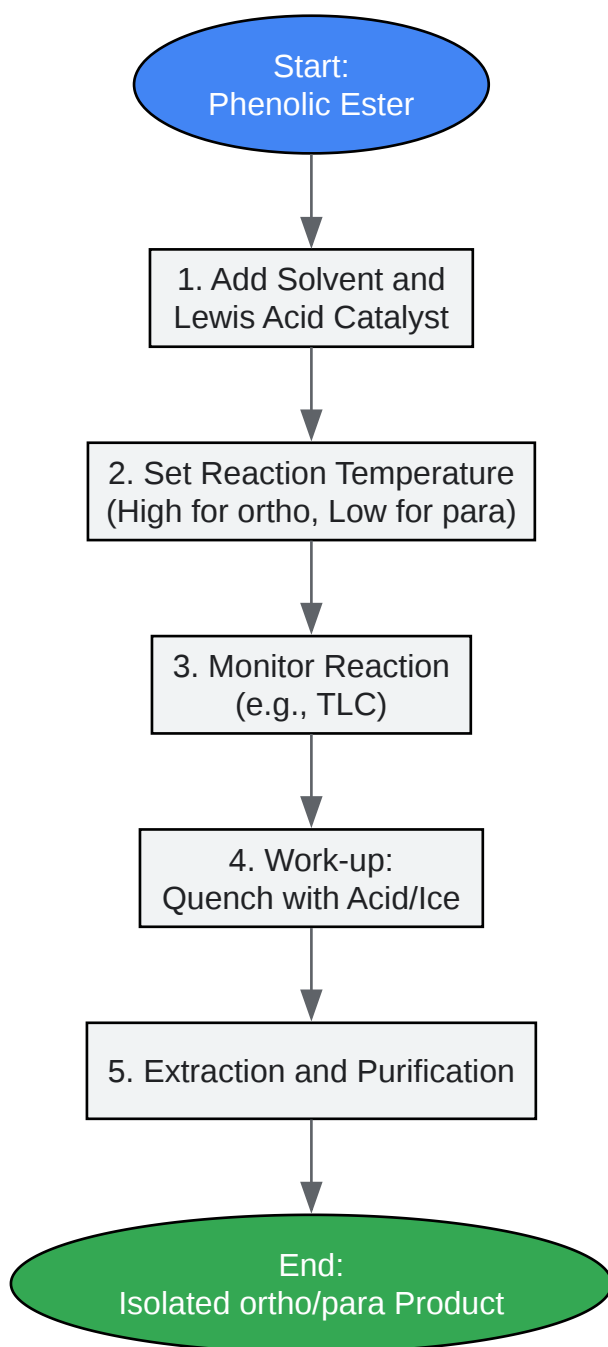 Start:
Phenolic Ester
1. Add Solvent and
Lewis Acid Catalyst
2. Set Reaction Temperature
(High for ortho, Low for para)
3. Monitor Reaction
(e.g., TLC)
4. Work-up:
Quench with Acid/Ice
5. Extraction and Purification
End:
Isolated ortho/para Product